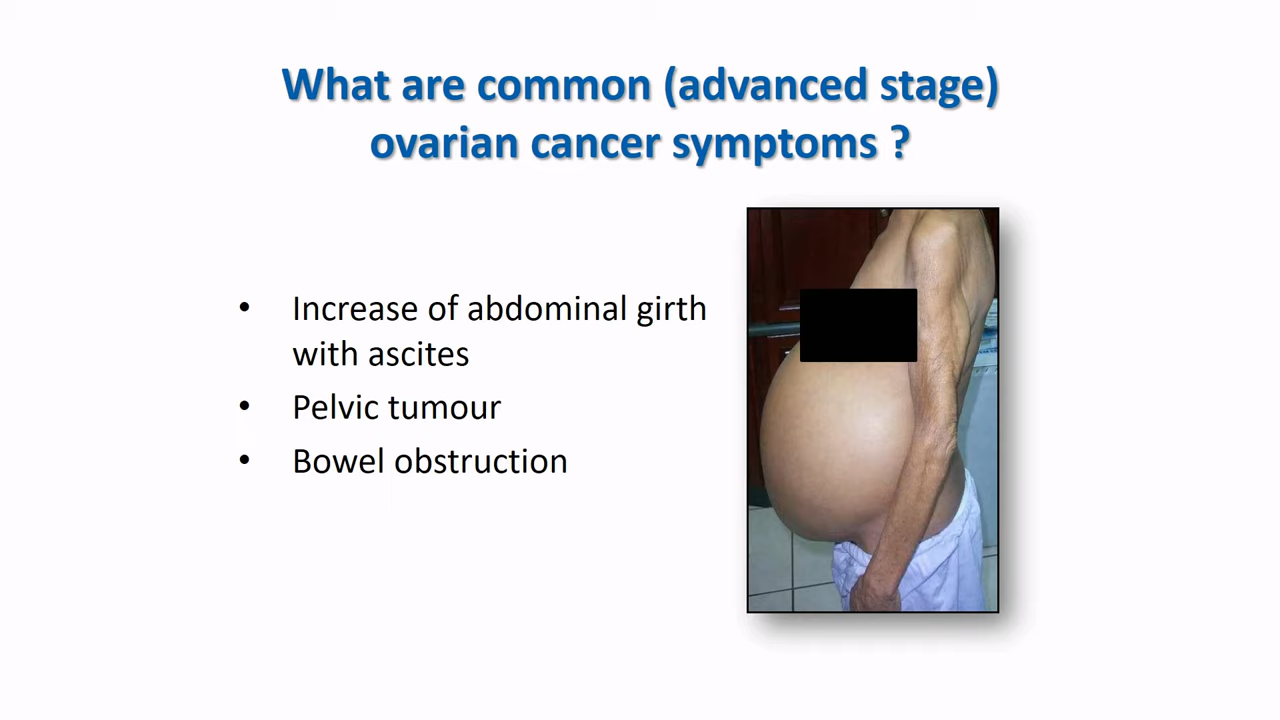 What are common (advanced stage)
ovarian cancer symptoms ?
• Increase of abdominal girth
with ascites
• Pelvic tumour
• Bowel obstruction